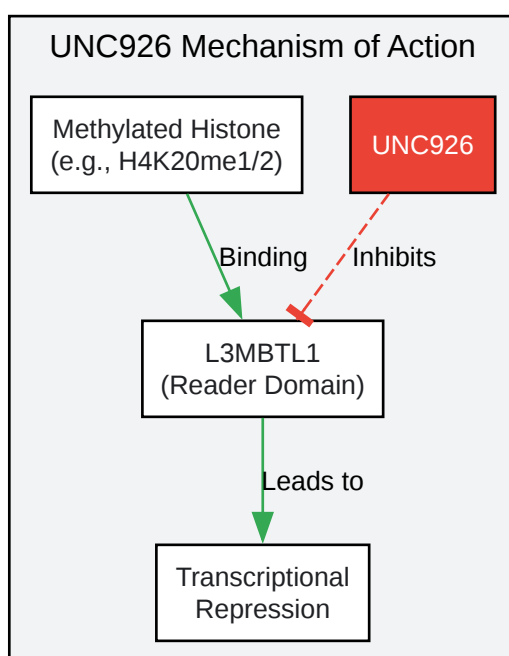 UNC926 Mechanism of Action
Methylated Histone
(e.g., H4K20me1/2)
UNC926
Binding
Inhibits
L3MBTL1
(Reader Domain)
Leads to
Transcriptional
Repression